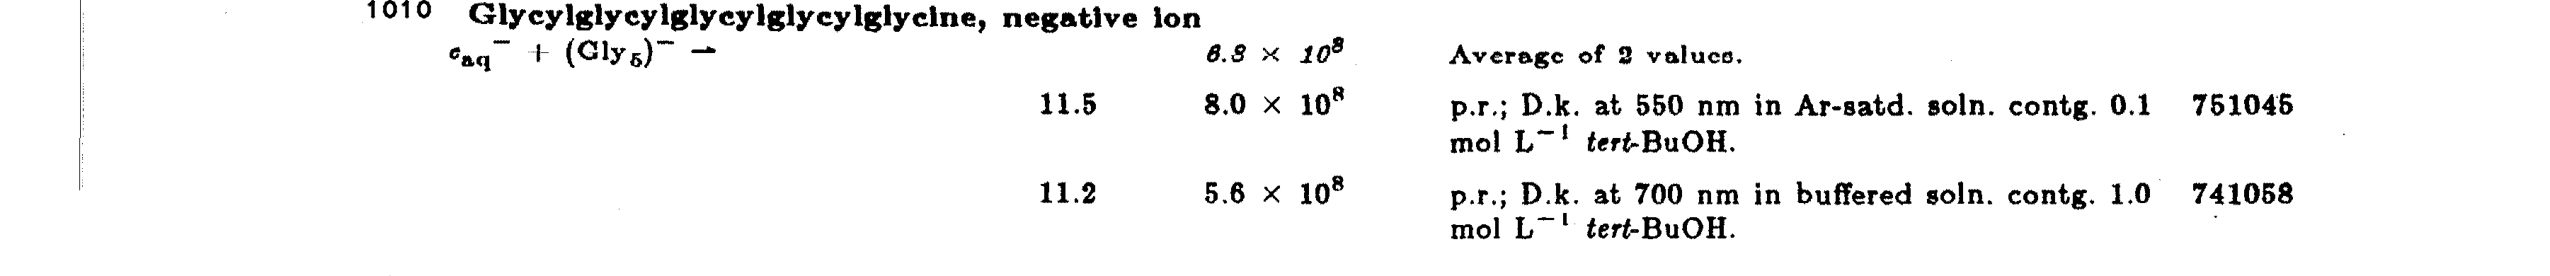 1010 Glycylglycylglycylglycylglycine, negative ion
eaq⁻ + (Gly₅)⁻ → 6.8 × 10⁸ Average of 2 values.
11.5 8.0 × 10⁸ p.r.; D.k. at 550 nm in Ar-satd. soln. contg. 0.1 751045
mol L⁻¹ tert-BuOH.
11.2 5.6 × 10⁸ p.r.; D.k. at 700 nm in buffered soln. contg. 1.0 741058
mol L⁻¹ tert-BuOH.